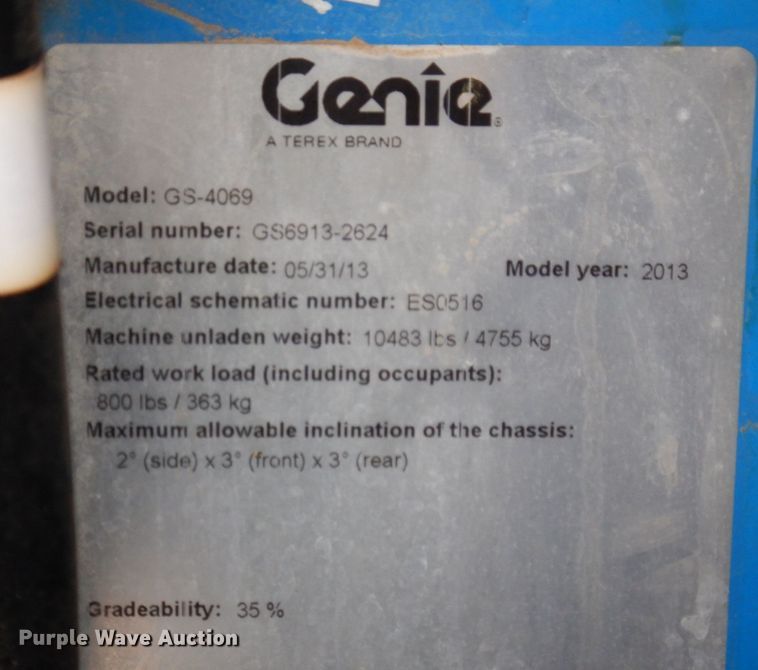 Genie®
A TEREX BRAND
Model: GS-4069
Serial number: GS6913-2624
Manufacture date: 05/31/13 Model year: 2013
Electrical schematic number: ES0516
Machine unladen weight: 10483 lbs / 4755 kg
Rated work load (including occupants):
800 lbs / 363 kg
Maximum allowable inclination of the chassis:
2° (side) x 3° (front) x 3° (rear)
Gradeability: 35 %
Purple Wave Auction